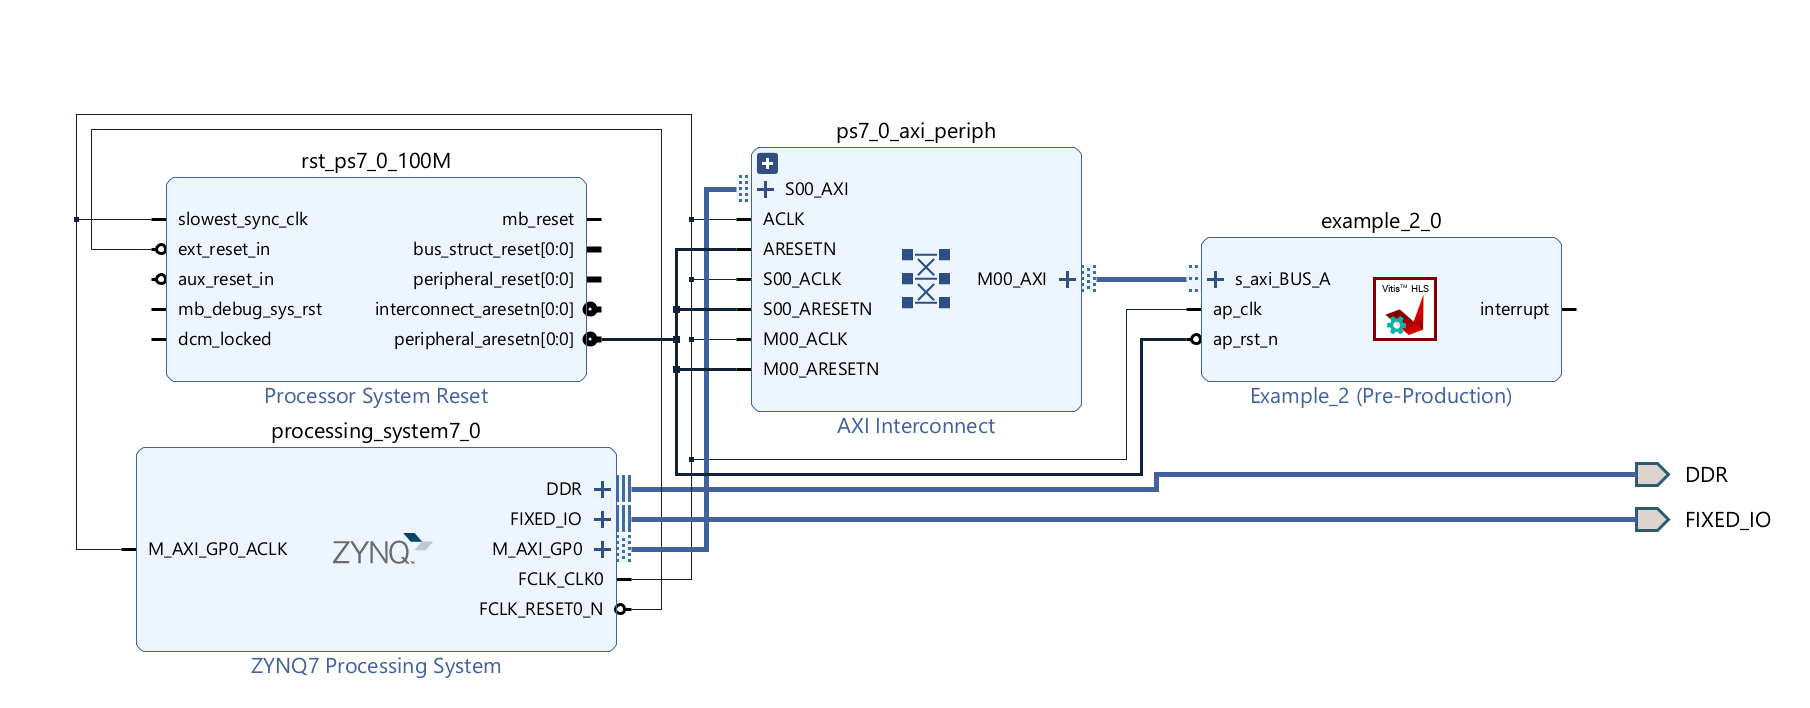 rst_ps7_0_100M
slowest_sync_clk
ext_reset_in
aux_reset_in
mb_debug_sys_rst
dcm_locked
mb_reset
bus_struct_reset[0:0]
peripheral_reset[0:0]
interconnect_aresetn[0:0]
peripheral_aresetn[0:0]
Processor System Reset
processing_system7_0
M_AXI_GP0_ACLK
ZYNQ
DDR
FIXED_IO
M_AXI_GP0
FCLK_CLK0
FCLK_RESET0_N
ZYNQ7 Processing System
ps7_0_axi_periph
S00_AXI
ACLK
ARESETN
S00_ACLK
S00_ARESETN
M00_ACLK
M00_ARESETN
M00_AXI
AXI Interconnect
example_2_0
s_axi_BUS_A
ap_clk
ap_rst_n
Vitis™ HLS
interrupt
Example_2 (Pre-Production)
DDR
FIXED_IO